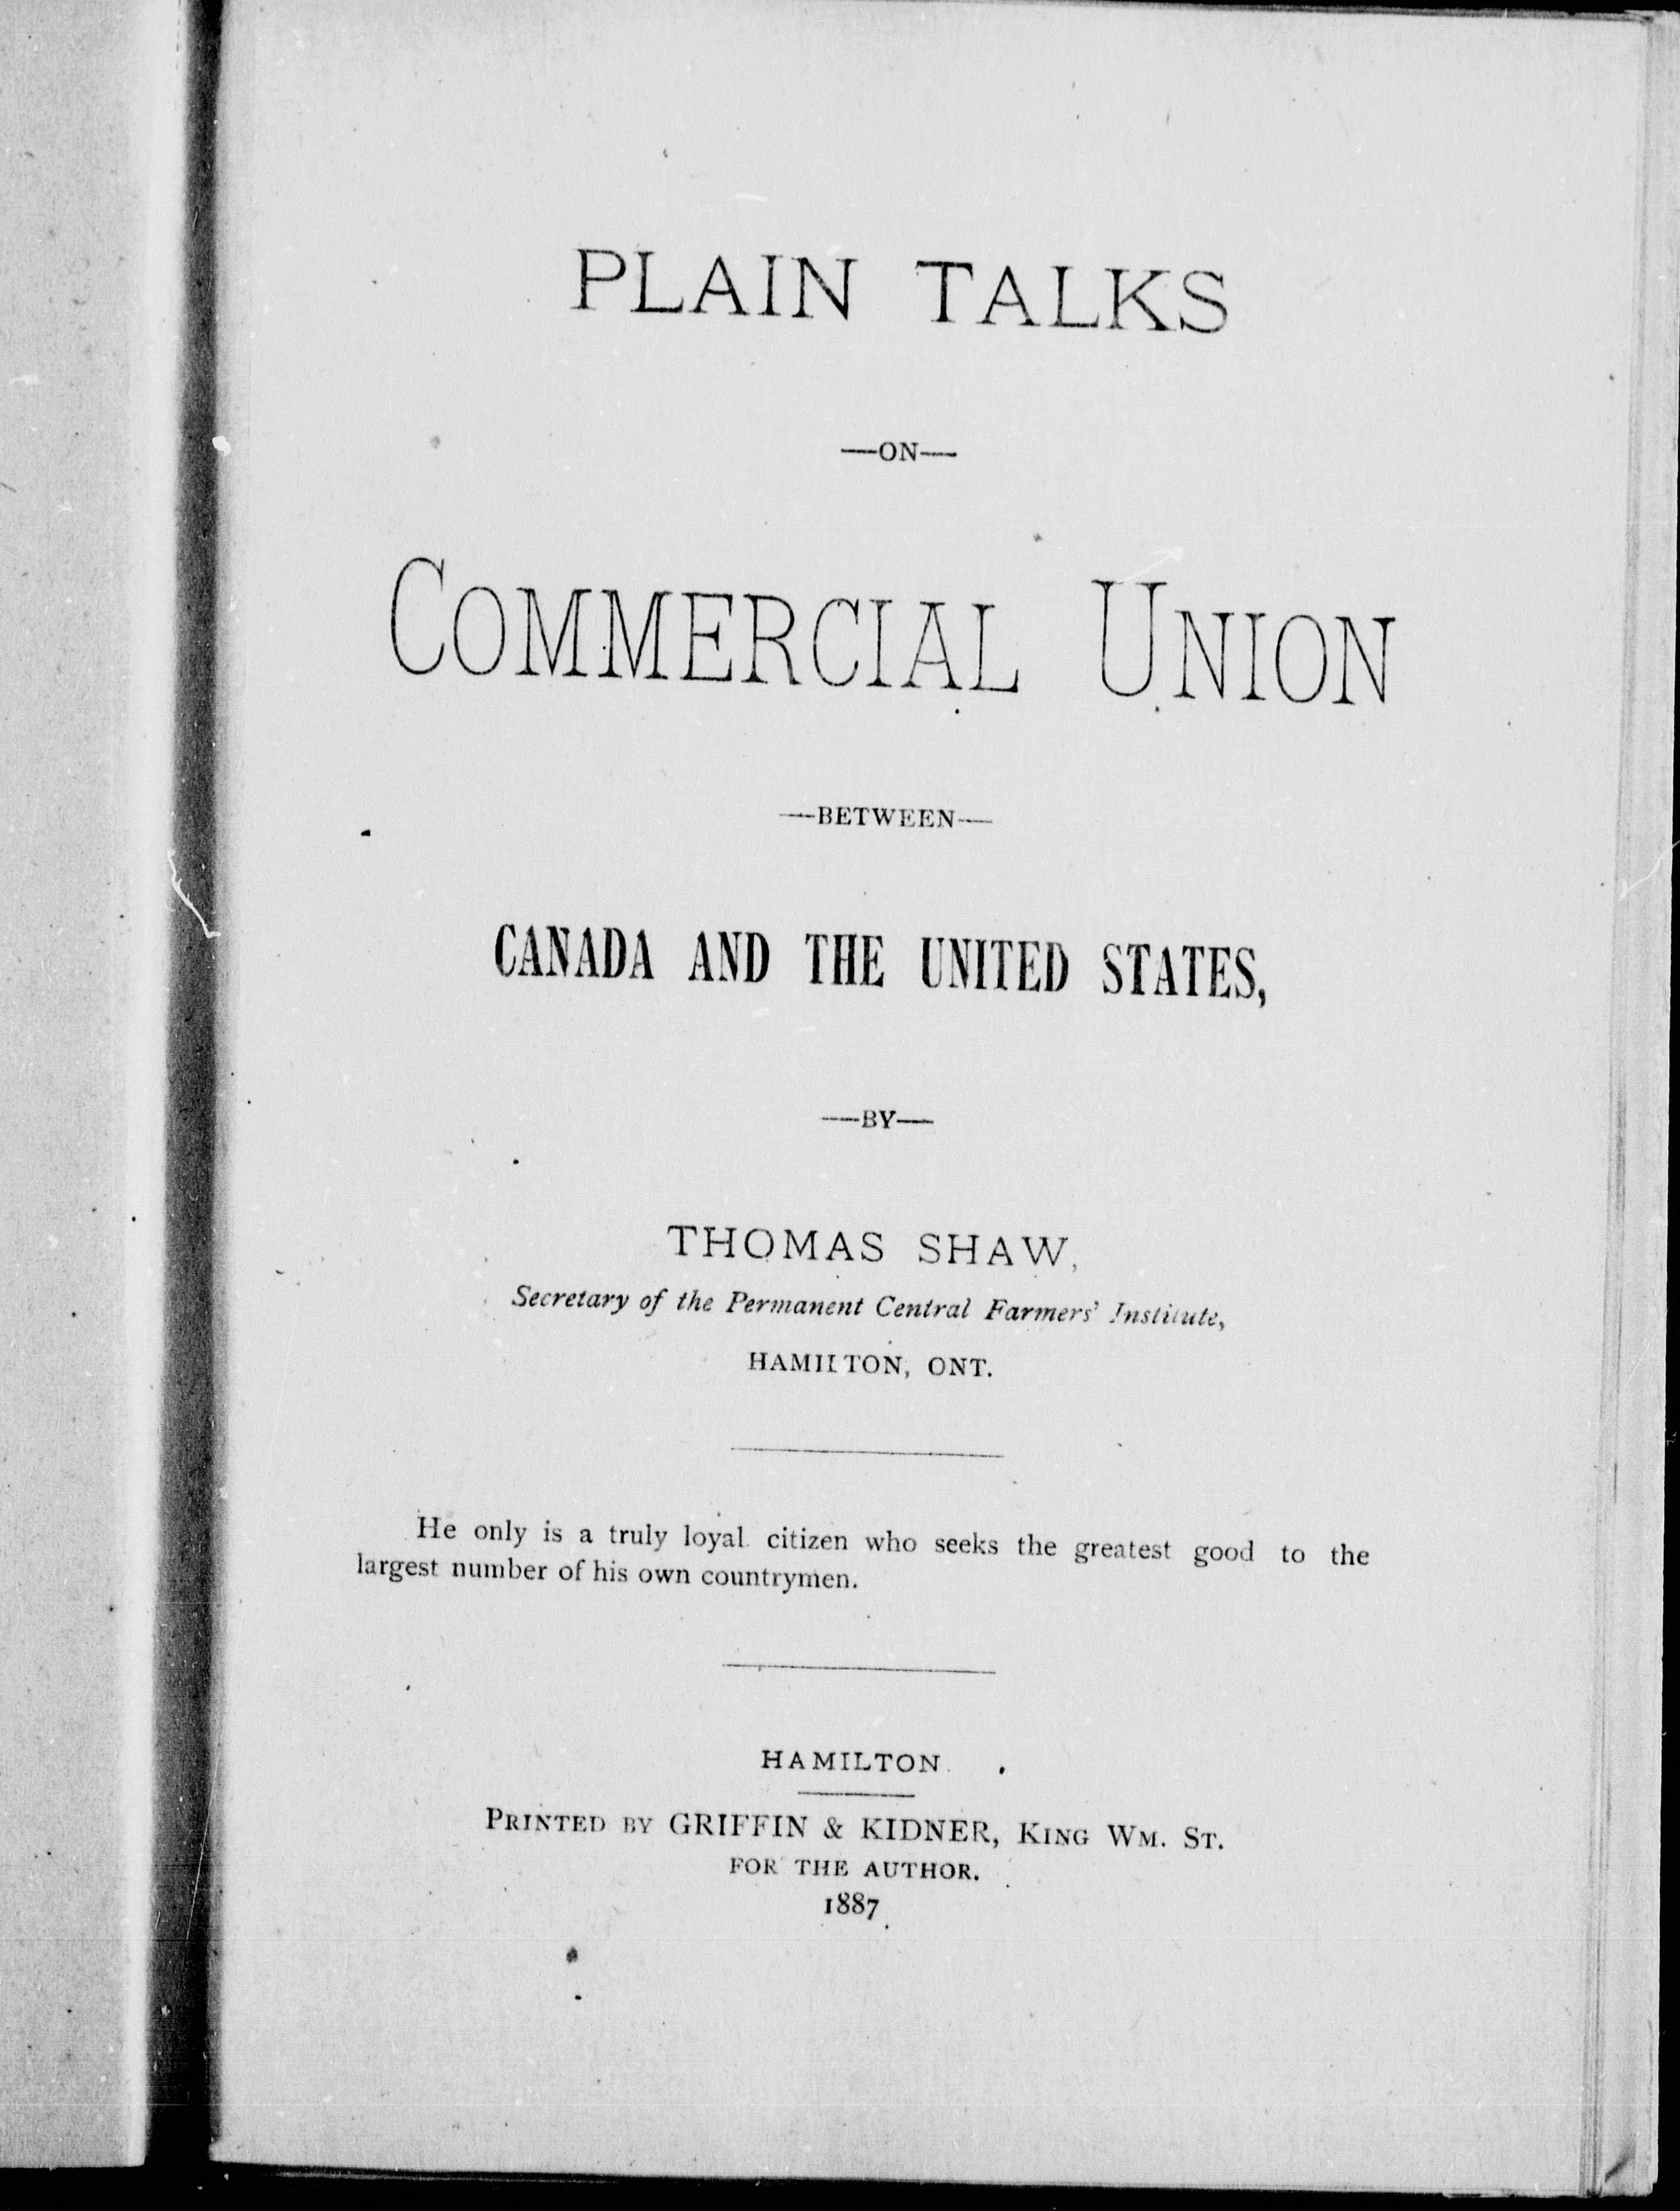 PLAIN TALKS
—ON—
COMMERCIAL UNION
—BETWEEN—
CANADA AND THE UNITED STATES,
—BY—
THOMAS SHAW,
Secretary of the Permanent Central Farmers' Institute,
HAMILTON, ONT.
He only is a truly loyal citizen who seeks the greatest good to the
largest number of his own countrymen.
HAMILTON.
PRINTED BY GRIFFIN & KIDNER, KING WM. ST.
FOR THE AUTHOR.
1887